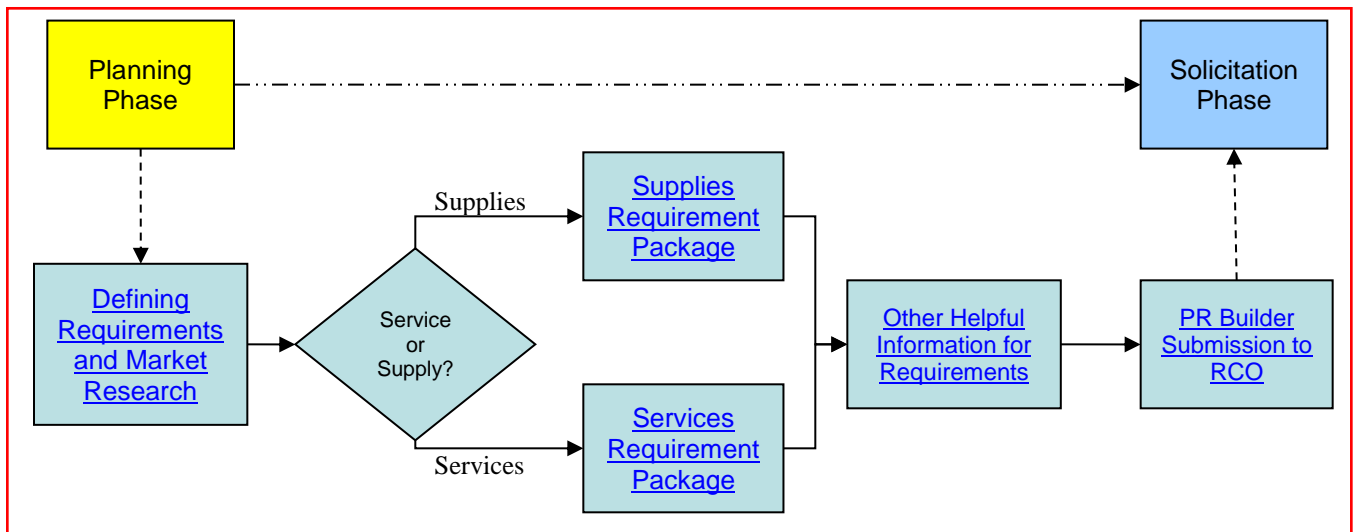 Planning
Phase
Solicitation
Phase
Supplies
Supplies
Requirement
Package
Defining
Requirements
and Market
Research
Service
or
Supply?
Other Helpful
Information for
Requirements
PR Builder
Submission to
RCO
Services
Services
Requirement
Package